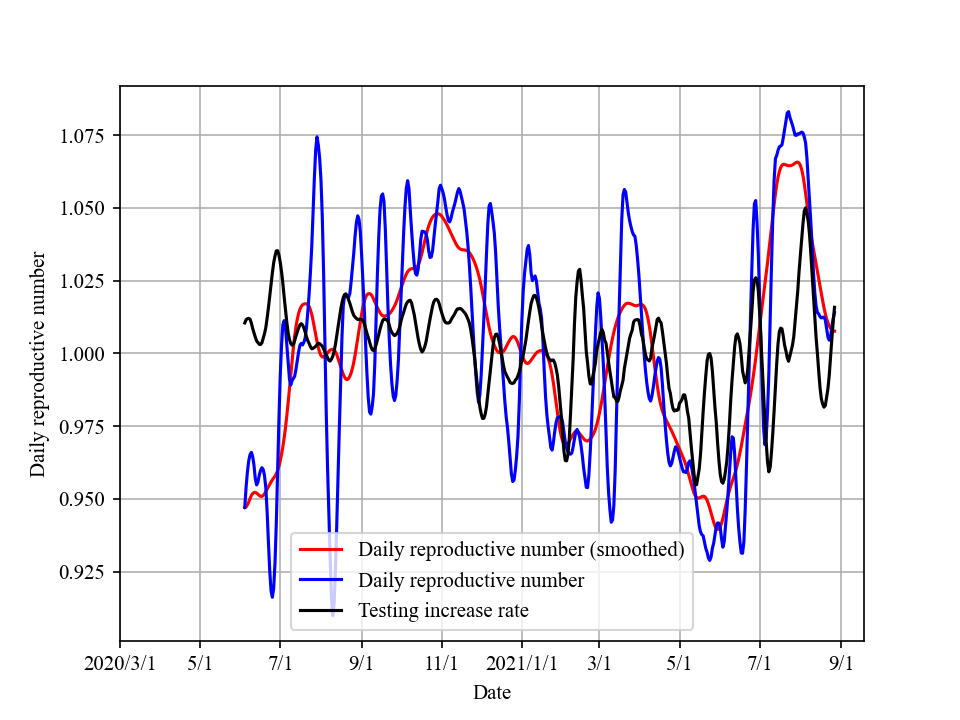 1.075
1.050
1.025
1.000
0.975
0.950
0.925
Daily reproductive number
Daily reproductive number (smoothed)
Daily reproductive number
Testing increase rate
2020/3/1 5/1 7/1 9/1 11/1 2021/1/1 3/1 5/1 7/1 9/1
Date